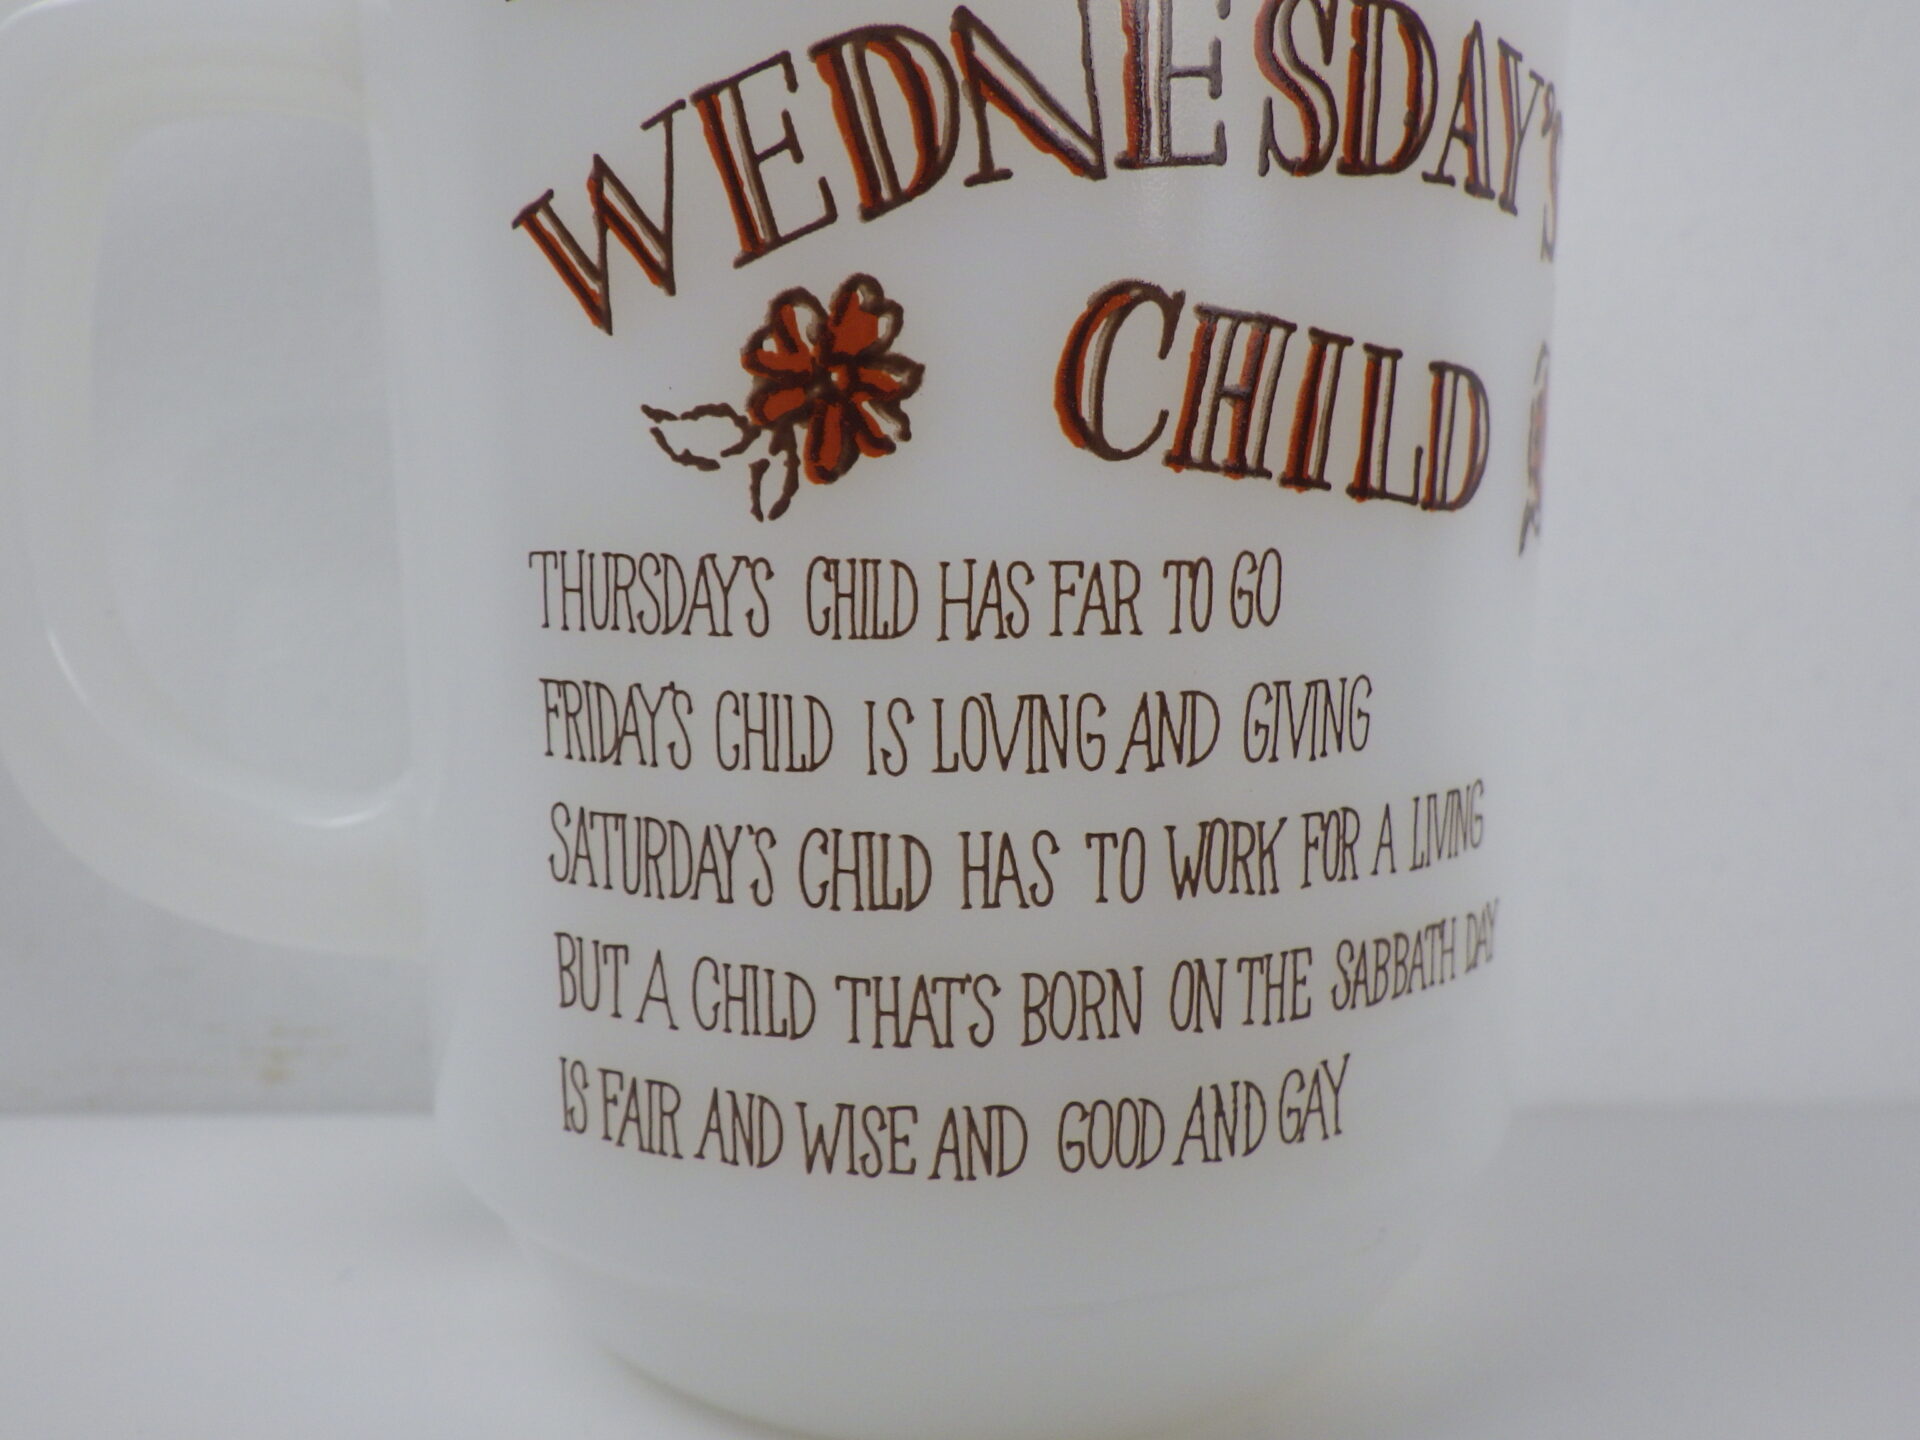 WEDNESDAY'S
CHILD
THURSDAY'S CHILD HAS FAR TO GO
FRIDAY'S CHILD IS LOVING AND GIVING
SATURDAY'S CHILD HAS TO WORK FOR A LIVING
BUT A CHILD THAT'S BORN ON THE SABBATH DAY
IS FAIR AND WISE AND GOOD AND GAY